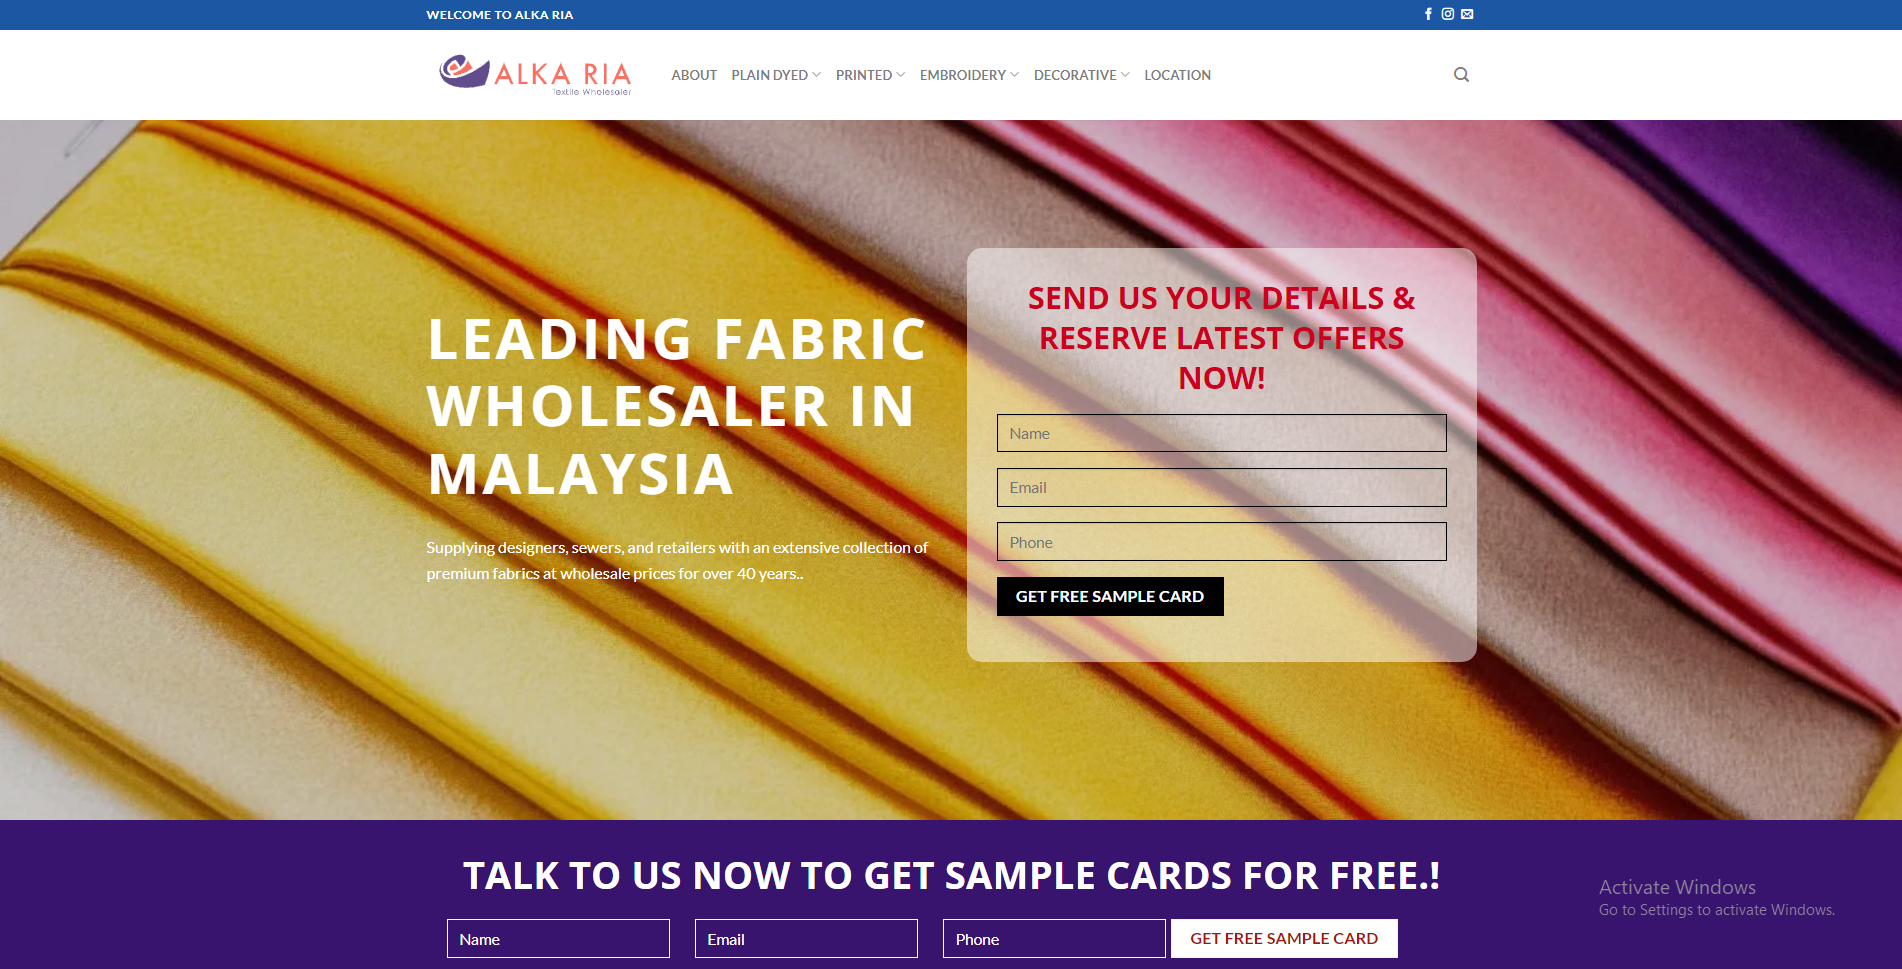 WELCOME TO ALKA RIA
ALKA RIA
Textile Wholesaler
ABOUT PLAIN DYED PRINTED EMBROIDERY DECORATIVE LOCATION
LEADING FABRIC
WHOLESALER IN
MALAYSIA
Supplying designers, sewers, and retailers with an extensive collection of
premium fabrics at wholesale prices for over 40 years..
SEND US YOUR DETAILS &
RESERVE LATEST OFFERS
NOW!
Name
Email
Phone
GET FREE SAMPLE CARD
TALK TO US NOW TO GET SAMPLE CARDS FOR FREE.!
Name Email Phone GET FREE SAMPLE CARD
Activate Windows
Go to Settings to activate Windows.